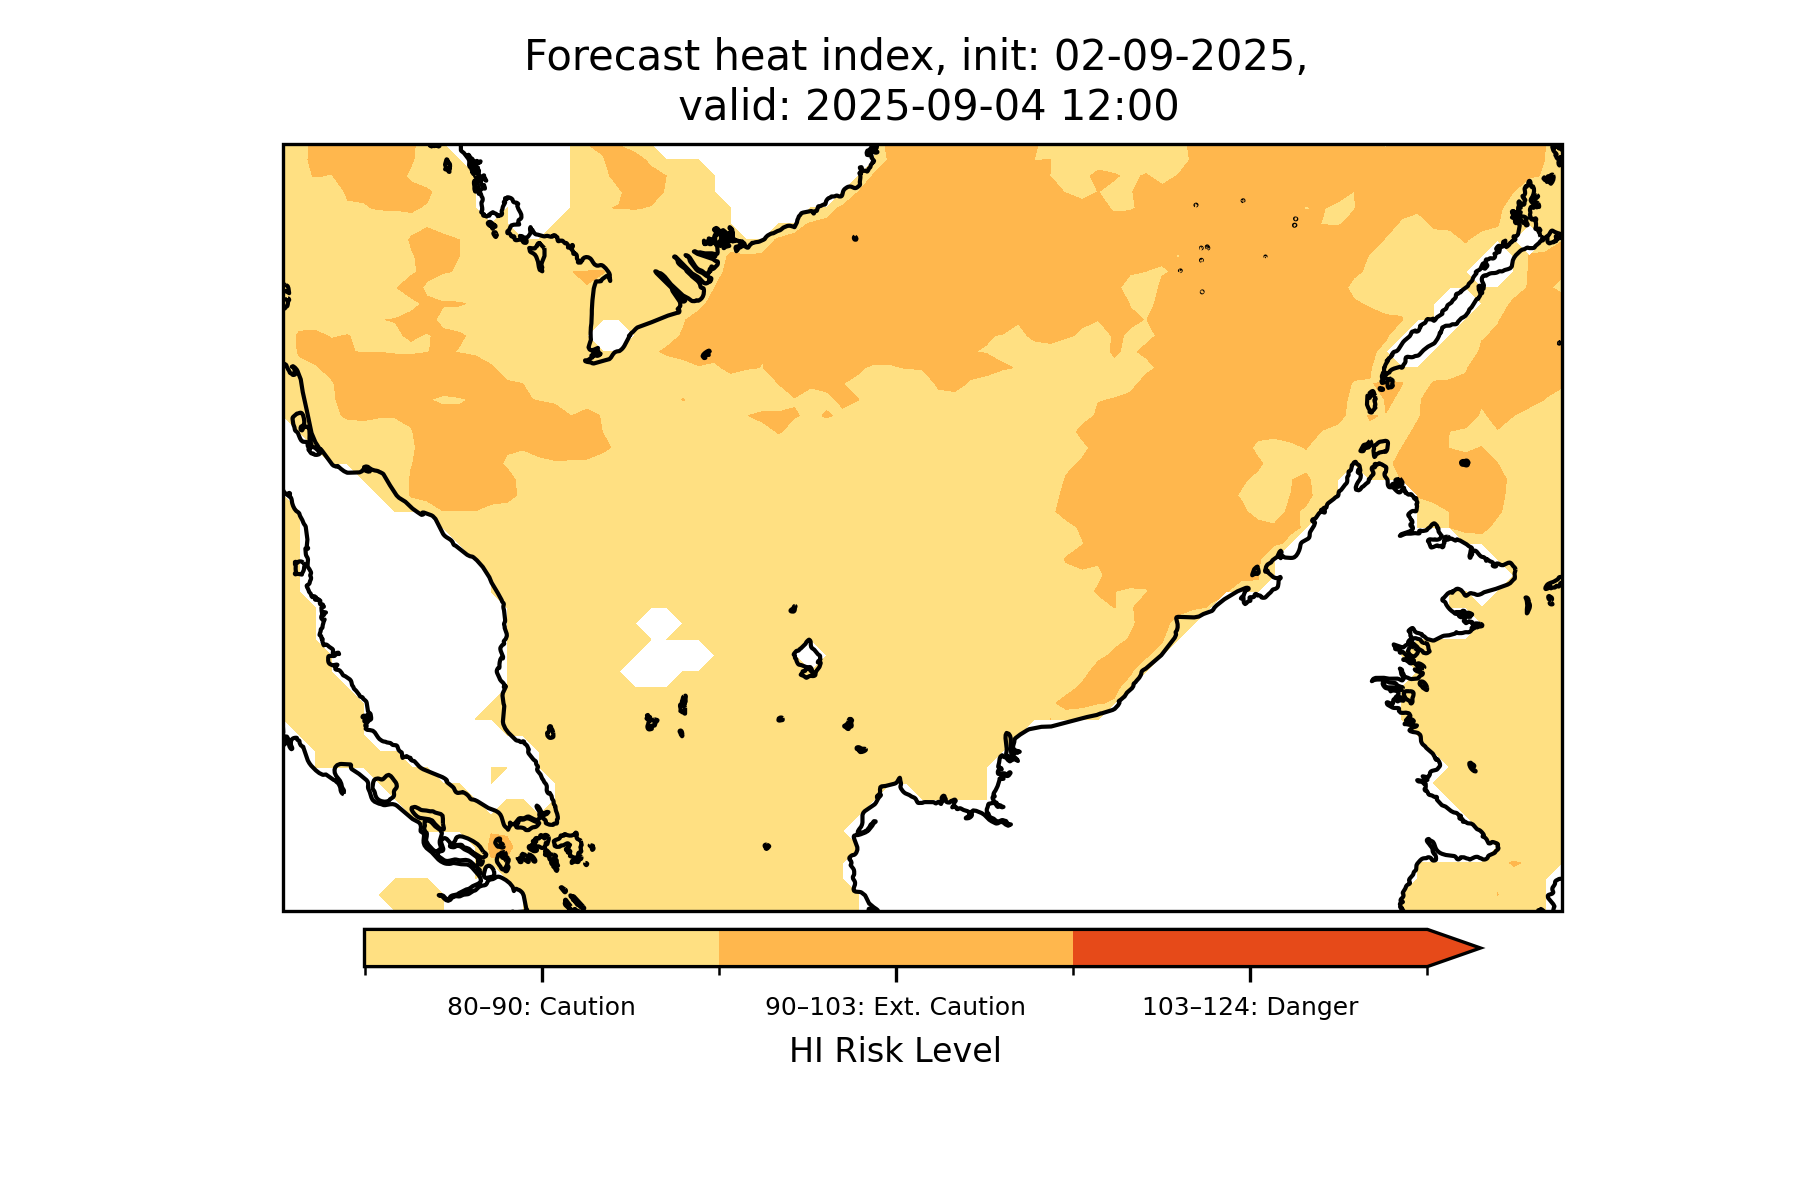 Forecast heat index, init: 02-09-2025,
valid: 2025-09-04 12:00
80–90: Caution
90–103: Ext. Caution
103–124: Danger
HI Risk Level